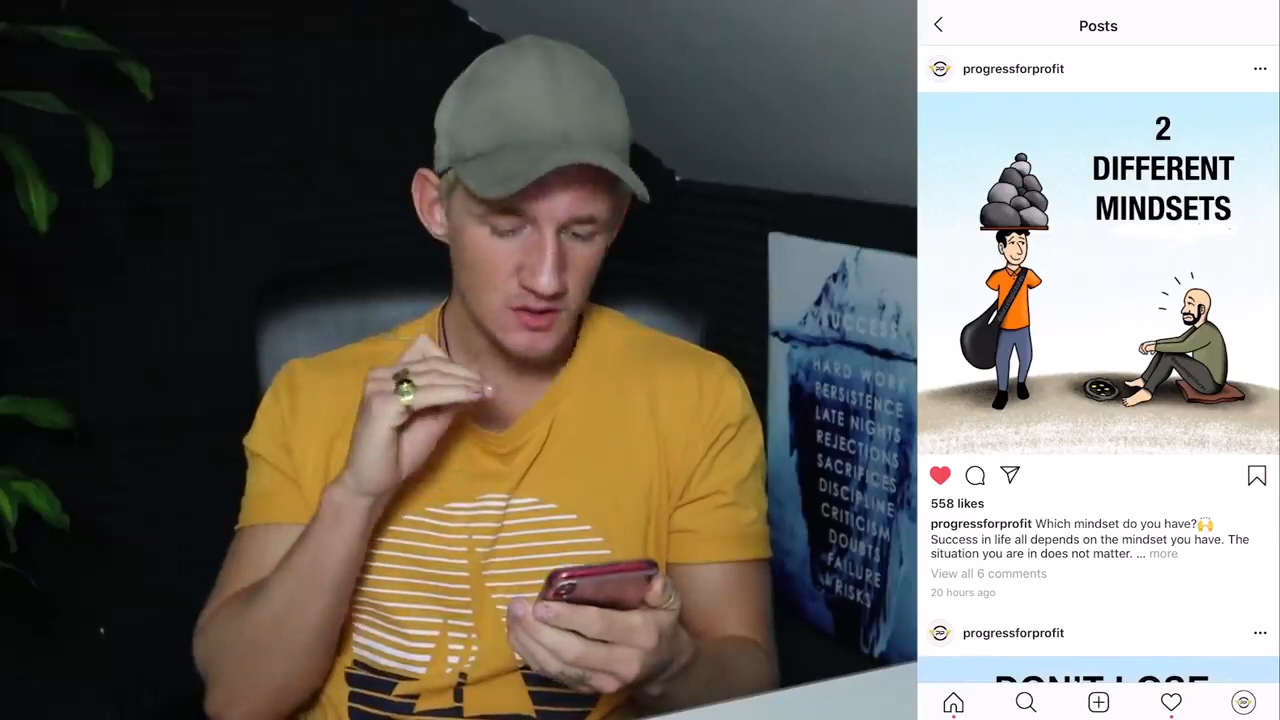 SUCCESS
HARD WORK
PERSISTENCE
LATE NIGHTS
REJECTIONS
SACRIFICES
DISCIPLINE
CRITICISM
DOUBTS
FAILURE
RISKS
Posts
progressforprofit
2
DIFFERENT
MINDSETS
558 likes
progressforprofit Which mindset do you have?🙌
Success in life all depends on the mindset you have. The
situation you are in does not matter. ... more
View all 6 comments
20 hours ago
progressforprofit
DON'T LOSE